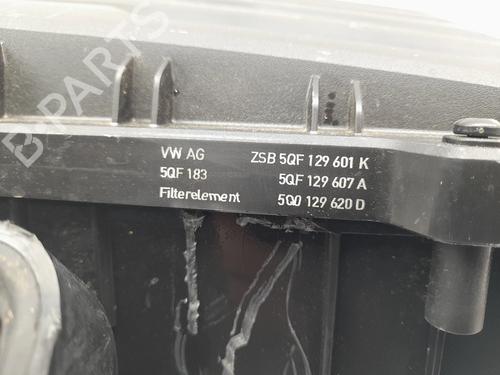 B-PARTS
VW AG ZSB 5QF 129 601 K
5QF 183 5QF 129 607 A
Filterelement 5Q0 129 620 D